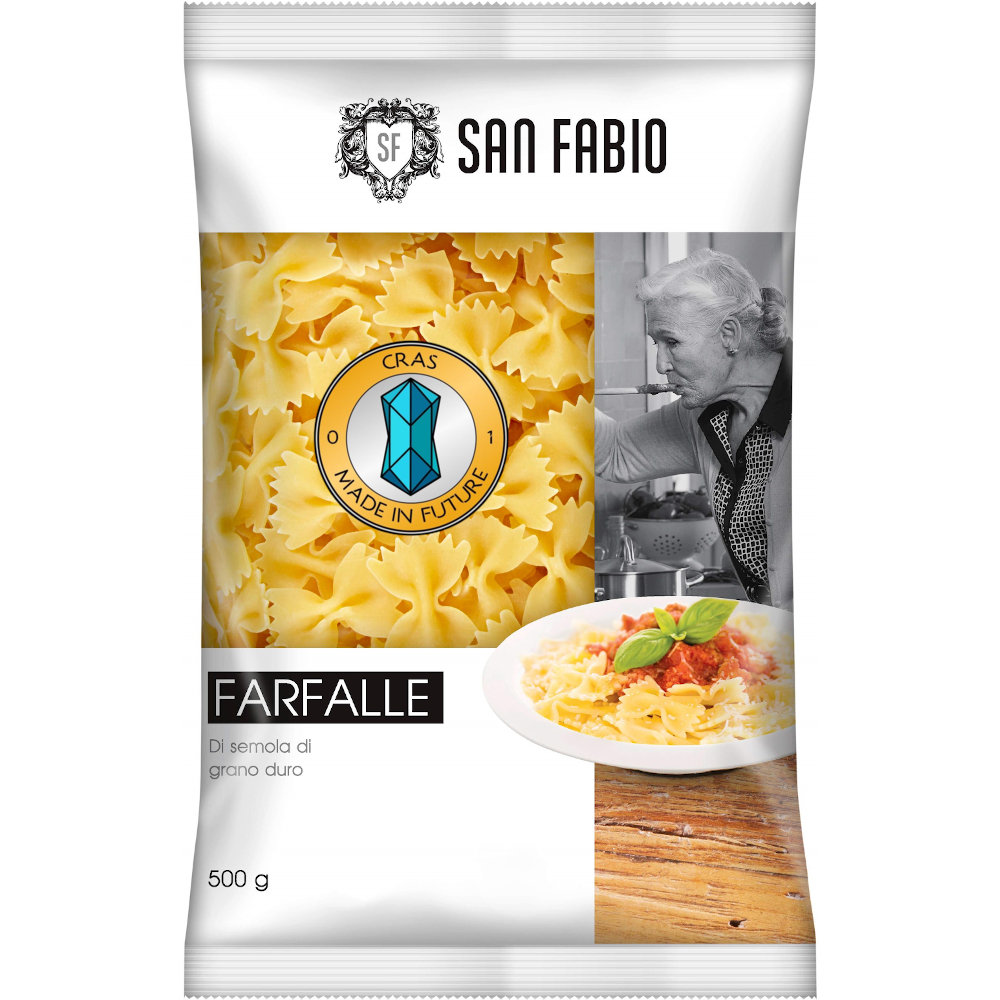 SF
SAN FABIO
CRAS
0 1
MADE IN FUTURE
FARFALLE
Di semola di
grano duro
500 g